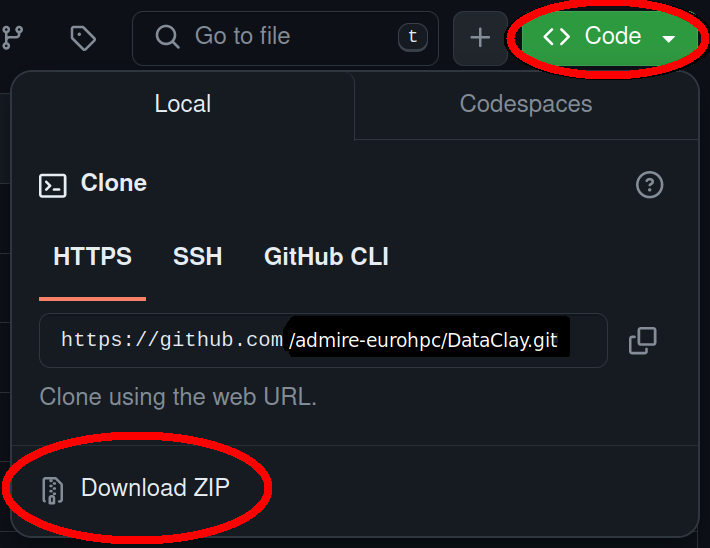 Go to file
t
Code
Local
Codespaces
Clone
HTTPS
SSH
GitHub CLI
https://github.com/admire-eurohpc/DataClay.git
Clone using the web URL.
Download ZIP